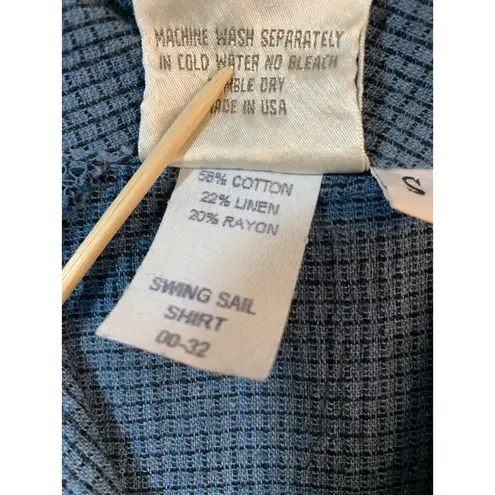 MACHINE WASH SEPARATELY
IN COLD WATER NO BLEACH
DRY
MADE IN USA
S
58% COTTON
22% LINEN
20% RAYON
SWING SAIL
SHIRT
00-32